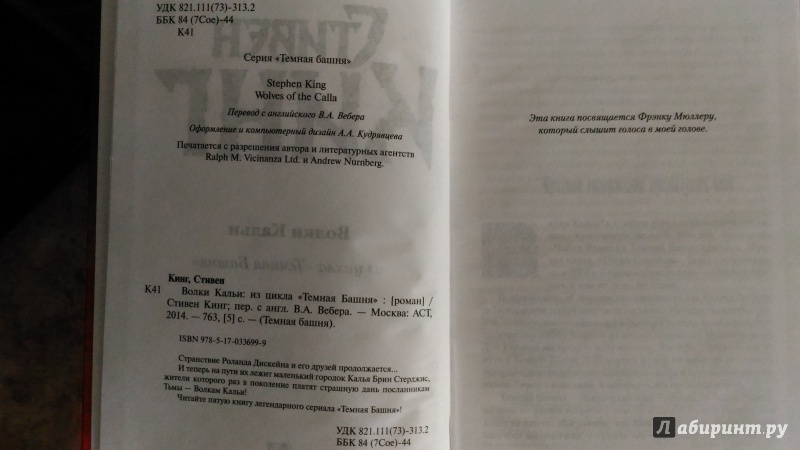 УДК 821.111(73)-313.2
ББК 84 (7Сое)-44
К41
Серия «Темная башня»
Stephen King
Wolves of the Calla
Перевод с английского В.А. Вебера
Оформление и компьютерный дизайн А.А. Кудрявцева
Печатается с разрешения автора и литературных агентств
Ralph M. Vicinanza Ltd. и Andrew Nurnberg.
Кинг, Стивен
К41 Волки Кальи: из цикла «Темная Башня» : [роман] /
Стивен Кинг; пер. с англ. В.А. Вебера. — Москва: АСТ,
2014. — 763, [5] с. — (Темная башня).
ISBN 978-5-17-033699-9
Странствие Роланда Дискейна и его друзей продолжается...
И теперь на пути их лежит маленький городок Калья Брин Стерджис,
жители которого раз в поколение платят страшную дань посланникам
Тьмы — Волкам Кальи!
Читайте пятую книгу легендарного сериала «Темная Башня»!
УДК 821.111(73)-313.2
ББК 84 (7Сое)-44
Эта книга посвящается Фрэнку Мюллеру,
который слышит голоса в моей голове.
Лабиринт.ру